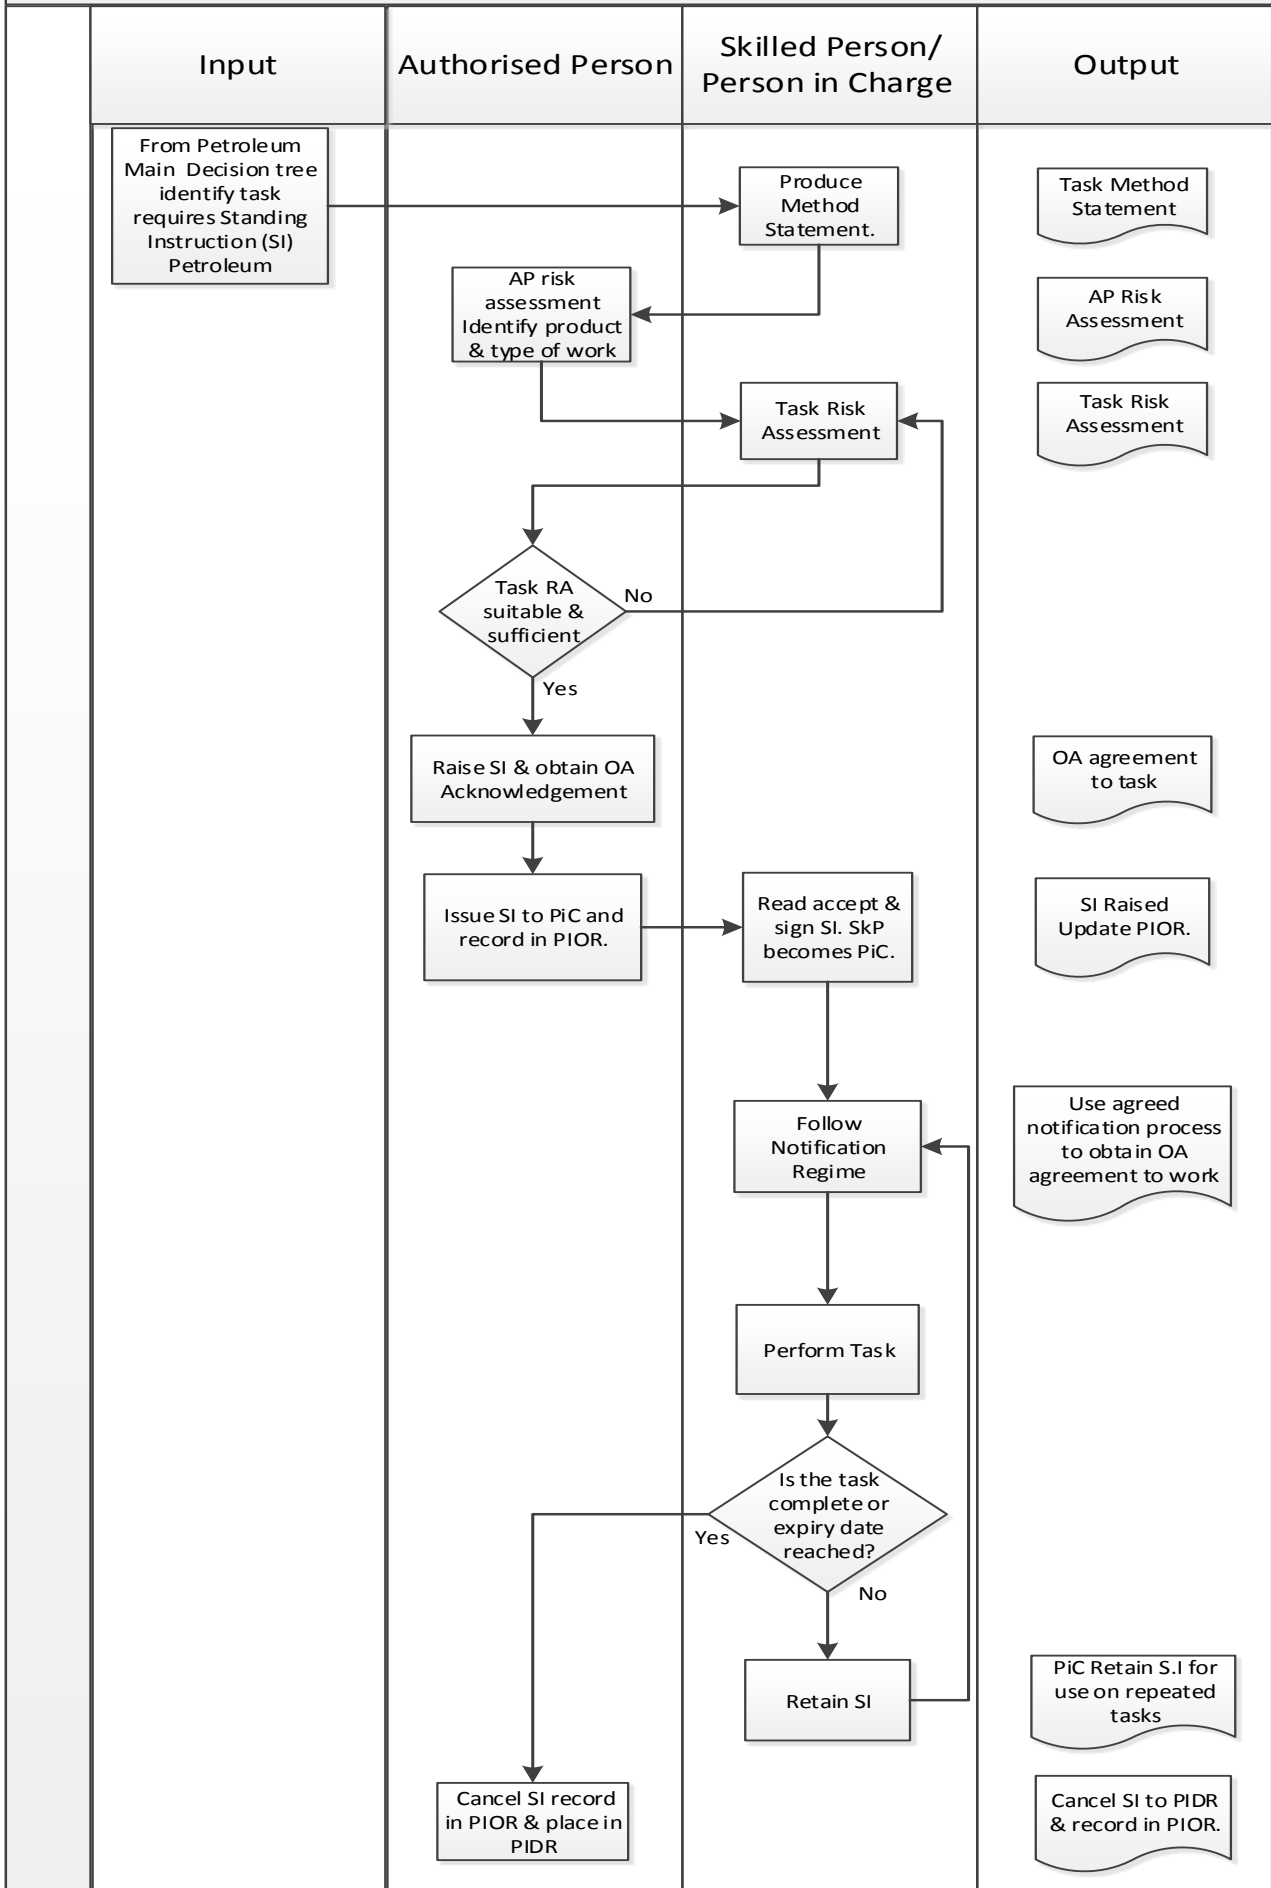 Input
Authorised Person
Skilled Person/
Person in Charge
Output
From Petroleum
Main Decision tree
identify task
requires Standing
Instruction (SI)
Petroleum
Produce
Method
Statement.
Task Method
Statement
AP risk
assessment
Identify product
& type of work
AP Risk
Assessment
Task Risk
Assessment
Task Risk
Assessment
Task RA
suitable &
sufficient
No
Yes
Raise SI & obtain OA
Acknowledgement
OA agreement
to task
Issue SI to PiC and
record in PIOR.
Read accept &
sign SI. SkP
becomes PiC.
SI Raised
Update PIOR.
Follow
Notification
Regime
Use agreed
notification process
to obtain OA
agreement to work
Perform Task
Is the task
complete or
expiry date
reached?
Yes
No
Retain SI
PiC Retain S.I for
use on repeated
tasks
Cancel SI record
in PIOR & place in
PIDR
Cancel SI to PIDR
& record in PIOR.